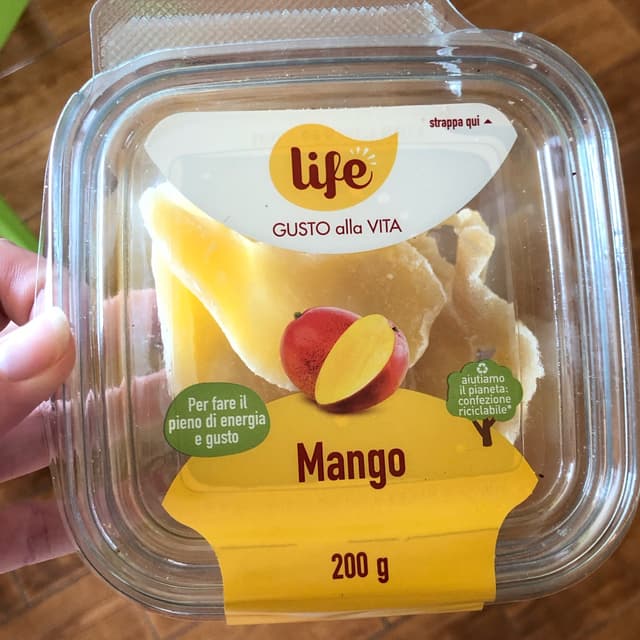 strappa qui
life
GUSTO alla VITA
Per fare il
pieno di energia
e gusto
aiutiamo
il pianeta:
confezione
riciclabile*
Mango
200 g